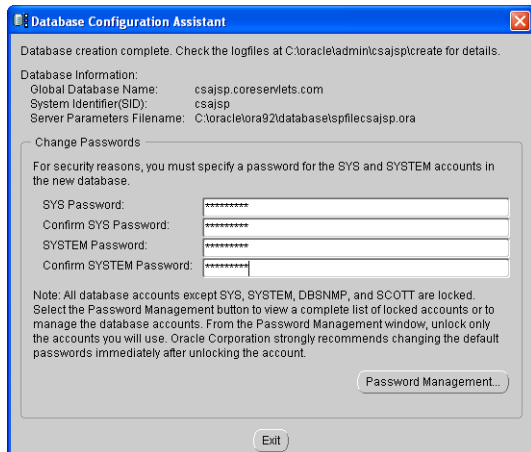 Database Configuration Assistant
Database creation complete. Check the logfiles at C:\oracle\admin\csajsp\create for details.
Database Information:
Global Database Name: csajsp.coreservlets.com
System Identifier(SID): csajsp
Server Parameters Filename: C:\oracle\ora92\database\spfilecsajsp.ora
Change Passwords
For security reasons, you must specify a password for the SYS and SYSTEM accounts in
the new database.
SYS Password: *********
Confirm SYS Password: *********
SYSTEM Password: *********
Confirm SYSTEM Password: *********
Note: All database accounts except SYS, SYSTEM, DBSNMP, and SCOTT are locked.
Select the Password Management button to view a complete list of locked accounts or to
manage the database accounts. From the Password Management window, unlock only
the accounts you will use. Oracle Corporation strongly recommends changing the default
passwords immediately after unlocking the account.
Password Management...
Exit